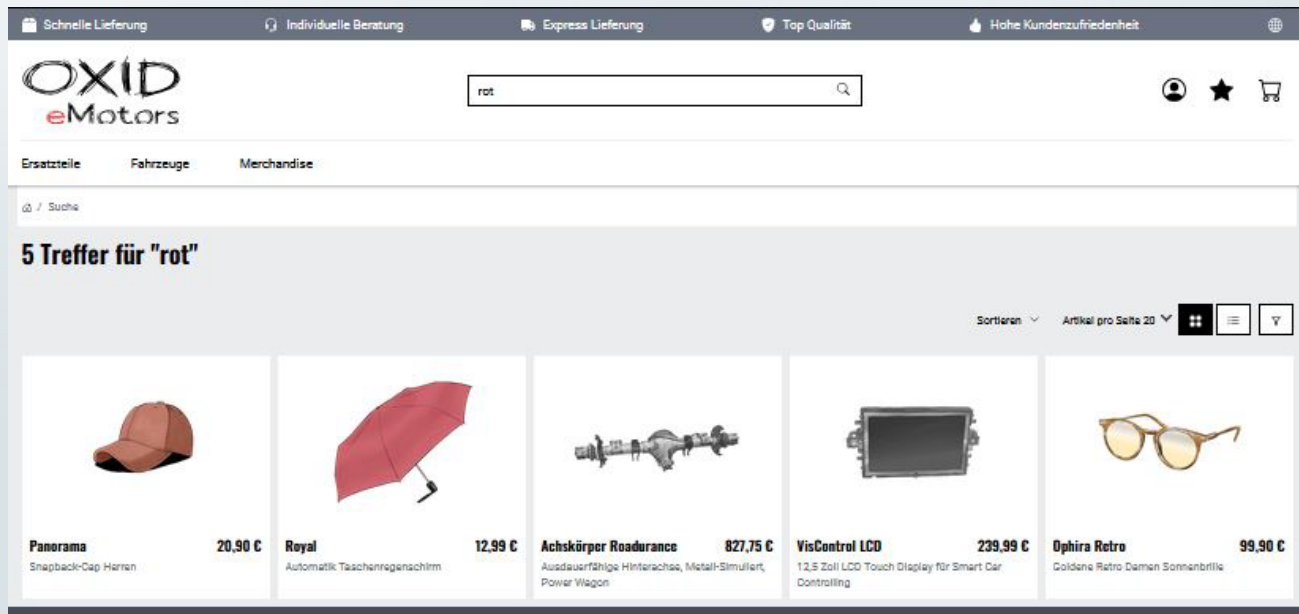 Schnelle Lieferung Individuelle Beratung Express Lieferung Top Qualität Hohe Kundenzufriedenheit
OXID
eMotors
rot
Ersatzteile Fahrzeuge Merchandise
/ Suche
5 Treffer für "rot"
Sortieren Artikel pro Seite 20
Panorama 20,90 €
Snapback-Cap Herren
Royal 12,99 €
Automatik Taschenregenschirm
Achskörper Roadurance 827,75 €
Ausdauerfähige Hinterachse, Metall-Simuliert,
Power Wagon
VisControl LCD 239,99 €
12,5 Zoll LCD Touch Display für Smart Car
Controlling
Ophira Retro 99,90 €
Goldene Retro Damen Sonnenbrille